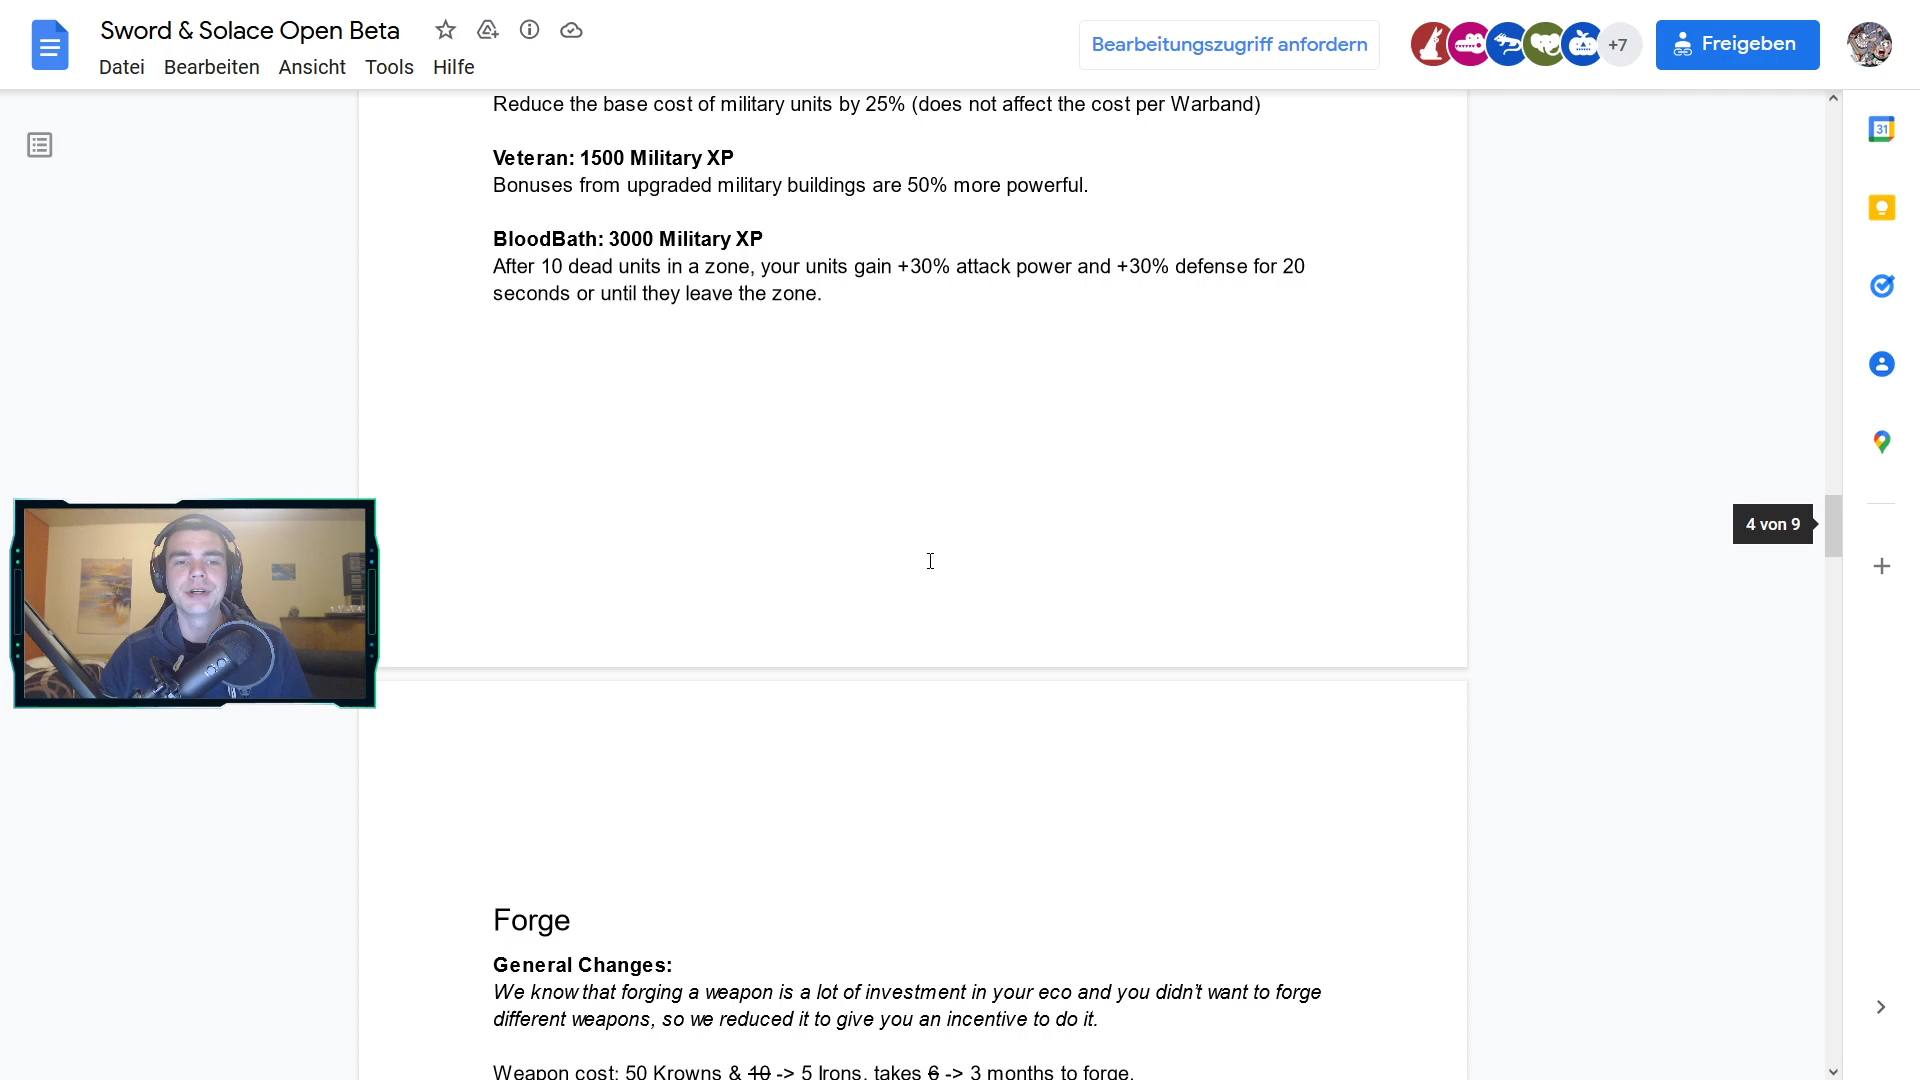 Sword & Solace Open Beta
Datei Bearbeiten Ansicht Tools Hilfe
Bearbeitungszugriff anfordern
+7
Freigeben
31
Reduce the base cost of military units by 25% (does not affect the cost per Warband)
Veteran: 1500 Military XP
Bonuses from upgraded military buildings are 50% more powerful.
BloodBath: 3000 Military XP
After 10 dead units in a zone, your units gain +30% attack power and +30% defense for 20
seconds or until they leave the zone.
4 von 9
Forge
General Changes:
We know that forging a weapon is a lot of investment in your eco and you didn't want to forge
different weapons, so we reduced it to give you an incentive to do it.
Weapon cost: 50 Krowns & 10 -> 5 Irons, takes 6 -> 3 months to forge.